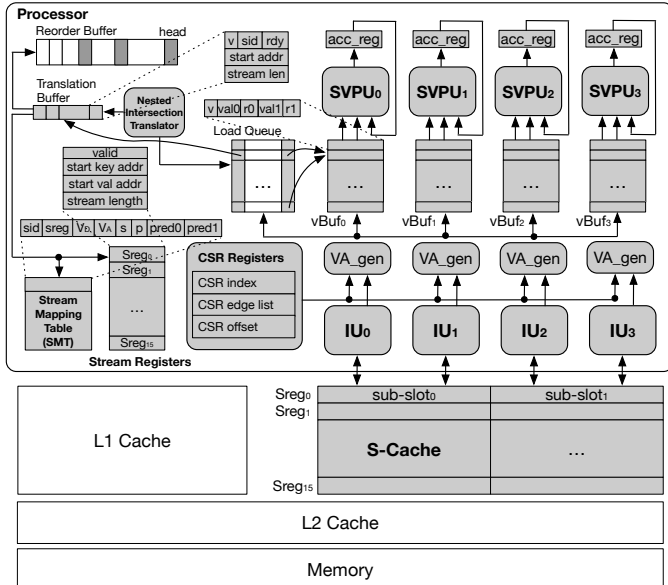 Processor
Reorder Buffer
head
Translation Buffer
v sid rdy
start addr
stream len
Nested Intersection Translator
v val0 r0 val1 r1
Load Queue
...
acc_reg acc_reg acc_reg acc_reg
SVPU0 SVPU1 SVPU2 SVPU3
... ... ... ...
vBuf0 vBuf1 vBuf2 vBuf3
valid
start key addr
start val addr
stream length
sid sreg VD, VA s p pred0 pred1
Sreg0
Sreg1
...
Sreg15
Stream Mapping Table (SMT)
Stream Registers
CSR Registers
CSR index
CSR edge list
CSR offset
VA_gen VA_gen VA_gen VA_gen
IU0 IU1 IU2 IU3
L1 Cache
Sreg0 sub-slot0 sub-slot1
Sreg1
S-Cache ...
Sreg15
L2 Cache
Memory